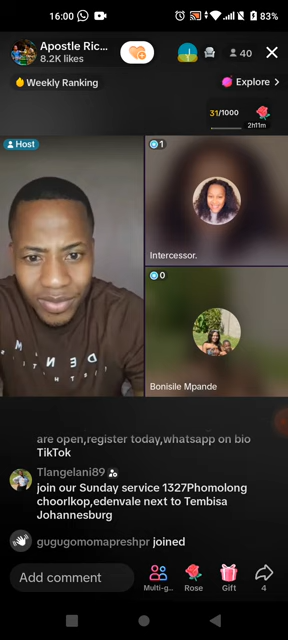 16:00
83%
Apostle Ric...
8.2K likes
40
Weekly Ranking
Explore >
31/1000
2h11m
Host
1
Intercessor.
0
Bonisile Mpande
are open,register today,whatsapp on bio
TikTok
Tlangelani89
join our Sunday service 1327Phomolong
choorlkop,edenvale next to Tembisa
Johannesburg
gugugomomapreshpr joined
Add comment
Multi-g...
Rose
Gift
4